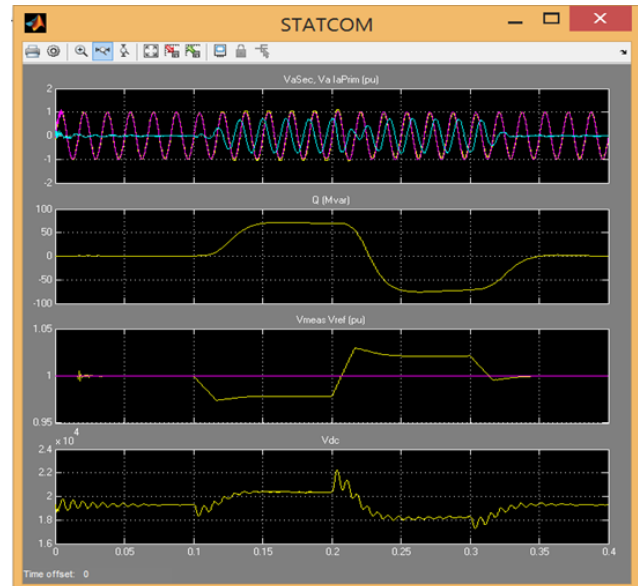 STATCOM
VaSec, Va IaPrim (pu)
2
1
0
-1
-2
Q (Mvar)
100
50
0
-50
-100
Vmeas Vref (pu)
1.05
1
0.95
x 10^4
Vdc
2.4
2.2
2
1.8
1.6
0 0.05 0.1 0.15 0.2 0.25 0.3 0.35 0.4
Time offset: 0